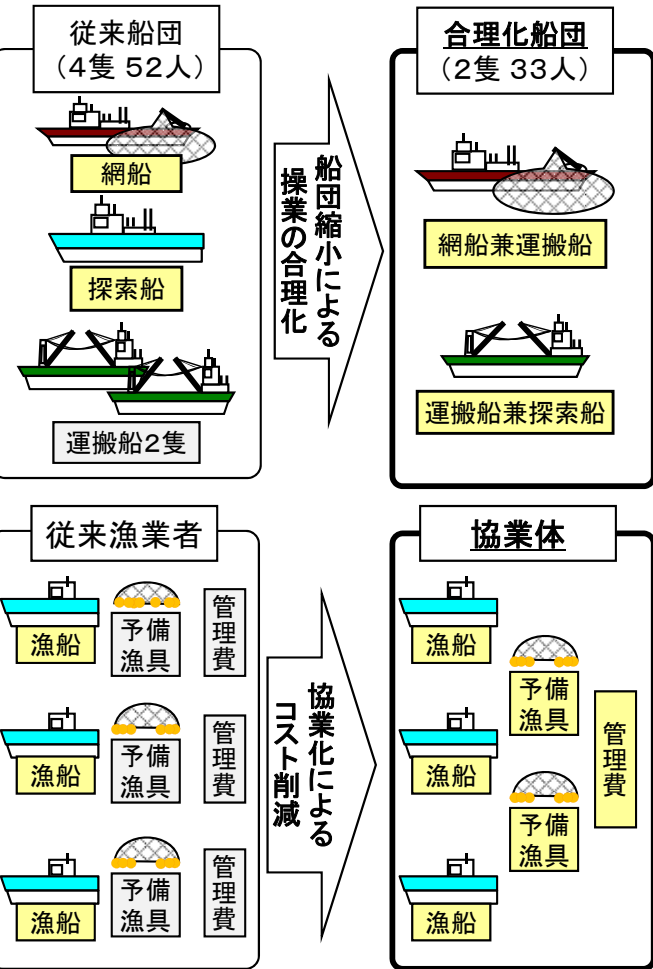 従来船団
（4隻 52人）
網船
探索船
運搬船2隻
船団縮小による
操業の合理化
合理化船団
（2隻 33人）
網船兼運搬船
運搬船兼探索船
従来漁業者
漁船
予備
漁具
管理費
漁船
予備
漁具
管理費
漁船
予備
漁具
管理費
協業化による
コスト削減
協業体
漁船
予備
漁具
漁船
管理費
予備
漁具
漁船